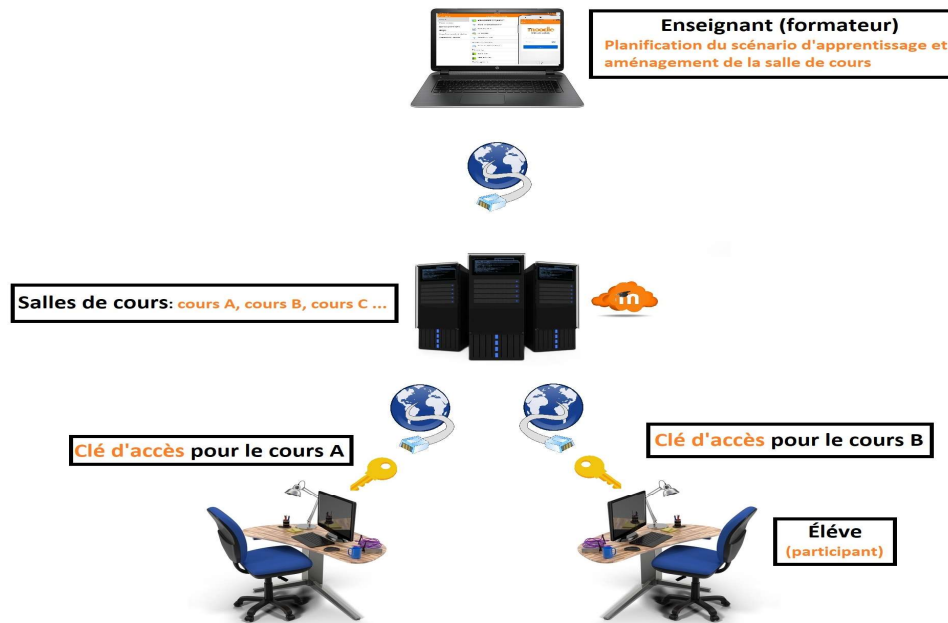 Enseignant (formateur)
Planification du scénario d'apprentissage et
aménagement de la salle de cours
moodle
Salles de cours: cours A, cours B, cours C ...
m
Clé d'accès pour le cours A
Clé d'accès pour le cours B
Éléve
(participant)